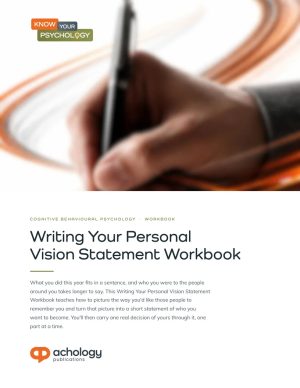 KNOW YOUR
PSYCHOLOGY
COGNITIVE BEHAVIOURAL PSYCHOLOGY WORKBOOK
Writing Your Personal
Vision Statement Workbook
What you did this year fits in a sentence, and who you were to the people
around you takes longer to say. This Writing Your Personal Vision Statement
Workbook teaches how to picture the way you'd like those people to
remember you and turn that picture into a short statement of who you
want to become. You'll then carry one real decision of yours through it, one
part at a time.
achology
publications